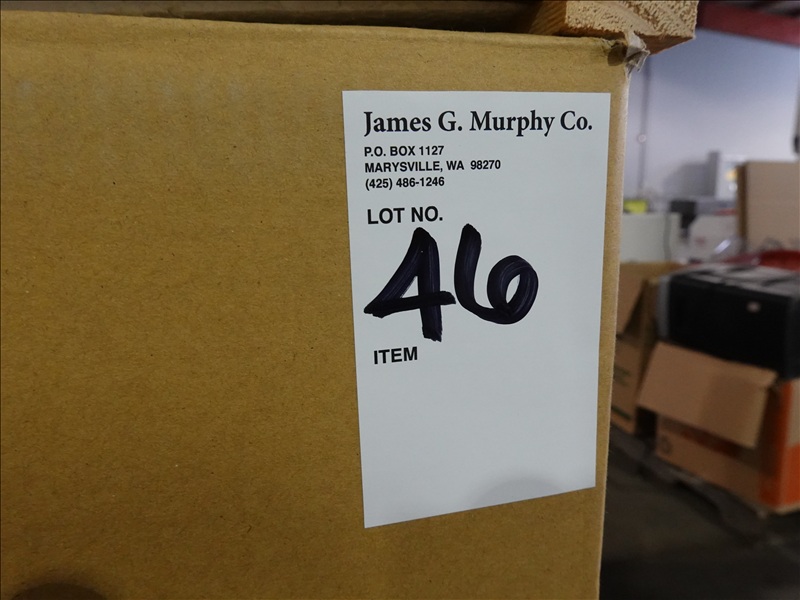 James G. Murphy Co.
P.O. BOX 1127
MARYSVILLE, WA 98270
(425) 486-1246
LOT NO.
46
ITEM